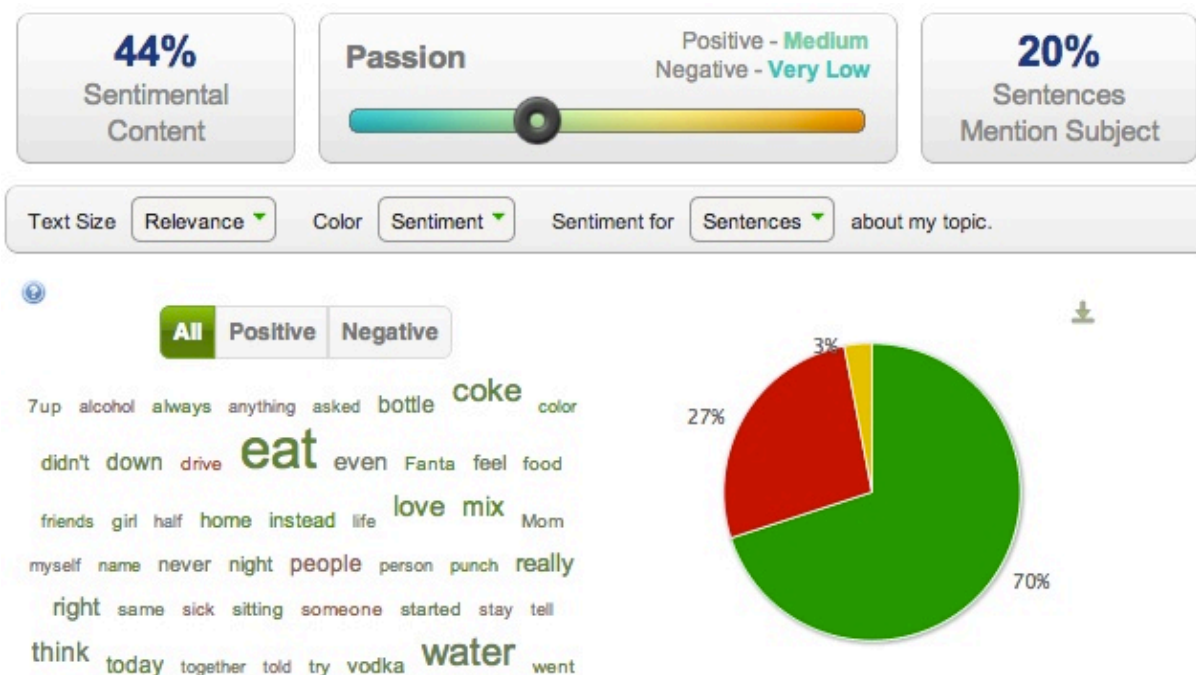 44%
Sentimental
Content
Passion
Positive - Medium
Negative - Very Low
20%
Sentences
Mention Subject
Text Size Relevance Color Sentiment Sentiment for Sentences about my topic.
?
All Positive Negative
7up alcohol always anything asked bottle coke color
didn't down drive eat even Fanta feel food
friends girl half home instead life love mix Mom
myself name never night people person punch really
right same sick sitting someone started stay tell
think today together told try vodka water went
3%
27%
70%